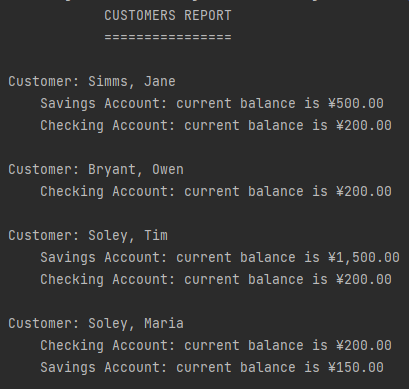 CUSTOMERS REPORT
================
Customer: Simms, Jane
Savings Account: current balance is ¥500.00
Checking Account: current balance is ¥200.00
Customer: Bryant, Owen
Checking Account: current balance is ¥200.00
Customer: Soley, Tim
Savings Account: current balance is ¥1,500.00
Checking Account: current balance is ¥200.00
Customer: Soley, Maria
Checking Account: current balance is ¥200.00
Savings Account: current balance is ¥150.00